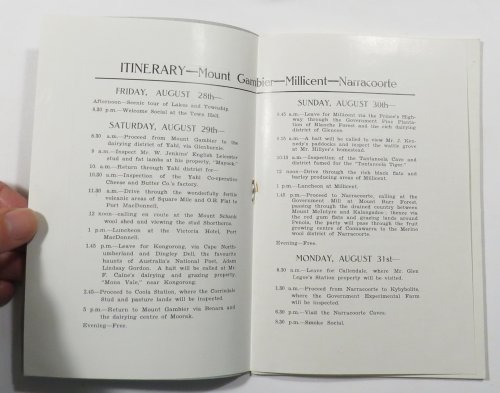 ITINERARY—Mount Gambier—Millicent—Narracoorte
FRIDAY, AUGUST 28th—
Afternoon—Scenic tour of Lakes and Township.
4.30 p.m.—Welcome Social at the Town Hall.
SATURDAY, AUGUST 29th—
8.30 a.m.—Proceed from Mount Gambier to the
dairying district of Yahl, via Glenburnie.
9 a.m.—Inspect Mr. W. Jenkins' English Leicester
stud and fat lambs at his property, "Rapock."
10 a.m.—Return through Yahl district for—
10.30 a.m.—Inspection of the Yahl Co-operative
Cheese and Butter Co.'s factory.
11.30 a.m.—Drive through the wonderfully fertile
volcanic areas of Square Mile and O.B. Flat to
Port MacDonnell.
12 noon—calling en route at the Mount Schank
wool shed and viewing the stud Shorthorns.
1 p.m.—Luncheon at the Victoria Hotel, Port
MacDonnell.
1.45 p.m.—Leave for Kongorong, via Cape North-
umberland and Dingley Dell, the favourite
haunts of Australia's National Poet, Adam
Lindsay Gordon. A halt will be called at Mr.
F. Caine's dairying and grazing property,
"Mona Vale," near Kongorong.
2.45—Proceed to Coola Station, where the Corriedale
Stud and pasture lands will be inspected.
5 p.m.—Return to Mount Gambier via Benara and
the dairying centre of Moorak.
Evening—Free.
SUNDAY, AUGUST 30th—
8.45 a.m.—Leave for Millicent via the Prince's High-
way through the Government Pine Planta-
tion of Blanche Forest and the rich dairying
district of Glencoe.
9.45 a.m.—A halt will be called to view Mr. J. Ken-
nedy's paddocks and inspect the wattle grove
at Mr. Hillyer's homestead.
10.15 a.m.—Inspection of the Tantanoola Cave and
district famed for the "Tantanoola Tiger."
12 noon—Drive through the rich black flats and
barley producing areas of Millicent.
1 p.m.—Luncheon at Millicent.
1.45 p.m.—Proceed to Narracoorte, calling at the
Government Mill at Mount Burr Forest,
passing through the desired country between
Mount McIntyre and Kalangadoo; thence via
the red gum flats and grazing lands around
Penola, the party will pass through the fruit
growing centre of Coonawarra to the Merino
wool district of Narracoorte.
Evening—Free.
MONDAY, AUGUST 31st—
8.30 a.m.—Leave for Callendale, where Mr. Glen
Legoe's Station property will be visited.
1.30 p.m.—Proceed from Narracoorte to Kybybolite,
where the Government Experimental Farm
will be inspected.
6.30 p.m.—Visit the Narracoorte Caves.
8.30 p.m.—Smoke Social.